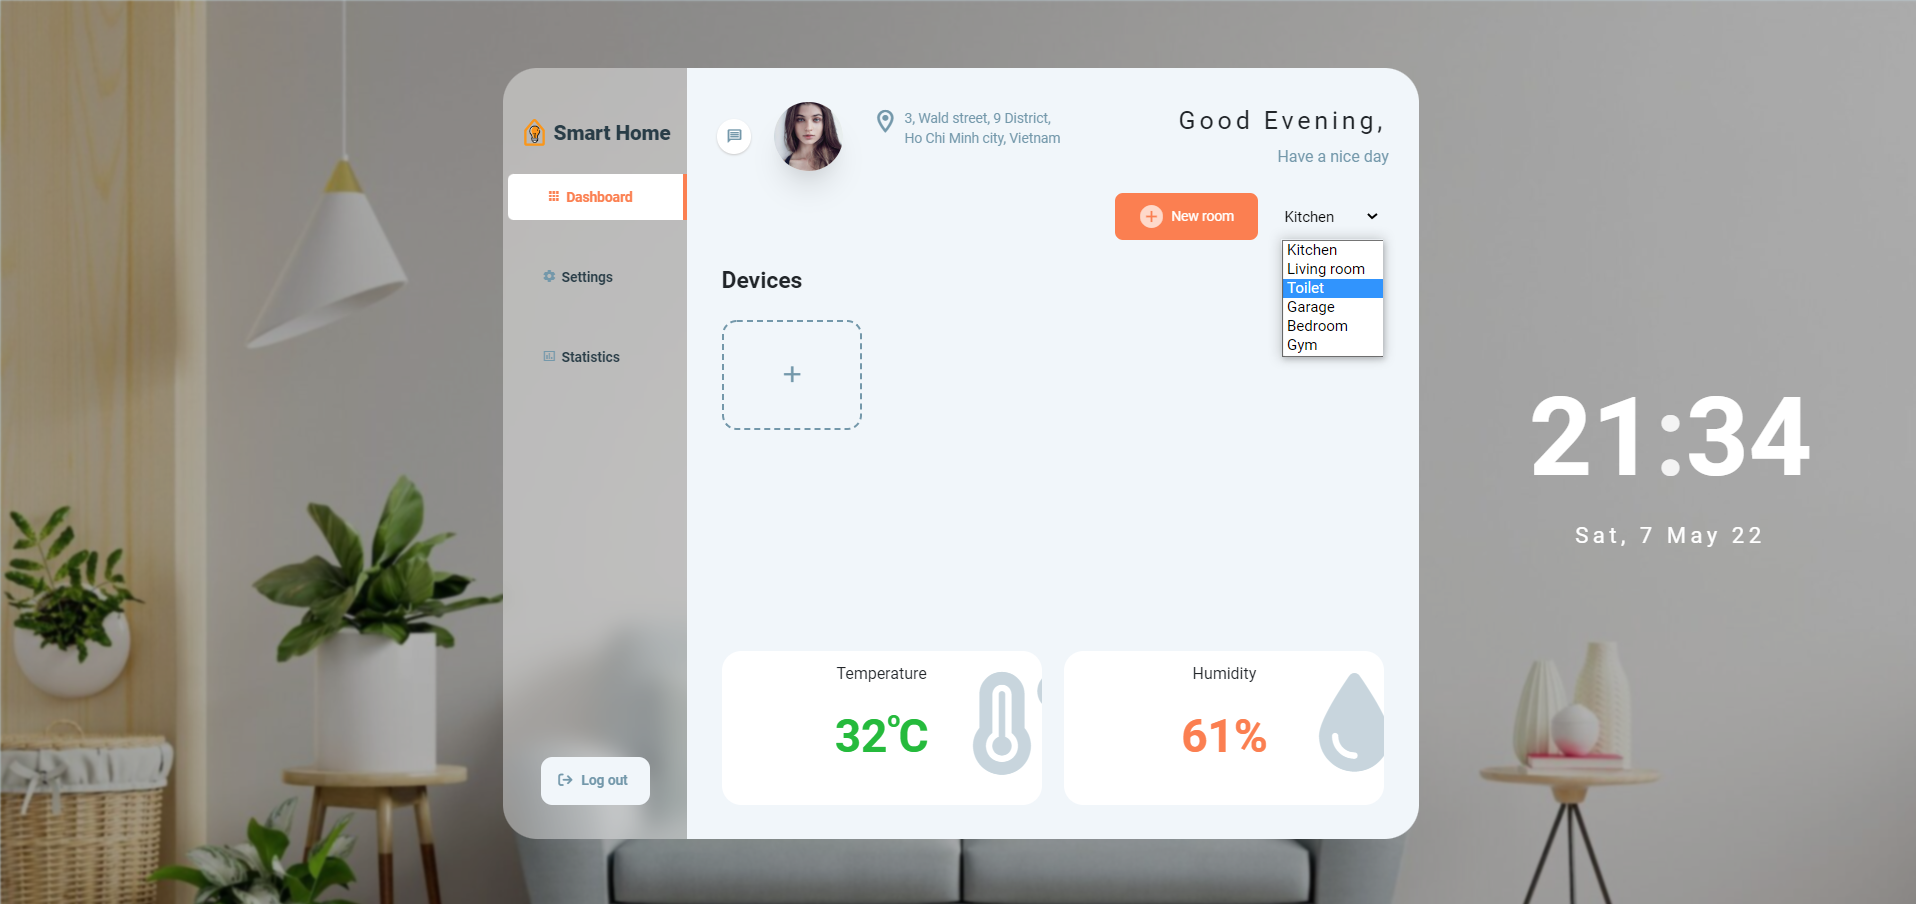 Smart Home
Dashboard
Settings
Statistics
Log out
3, Wald street, 9 District,
Ho Chi Minh city, Vietnam
Good Evening,
Have a nice day
New room
Kitchen
Kitchen
Living room
Toilet
Garage
Bedroom
Gym
Devices
+
Temperature
32°C
Humidity
61%
21:34
Sat, 7 May 22